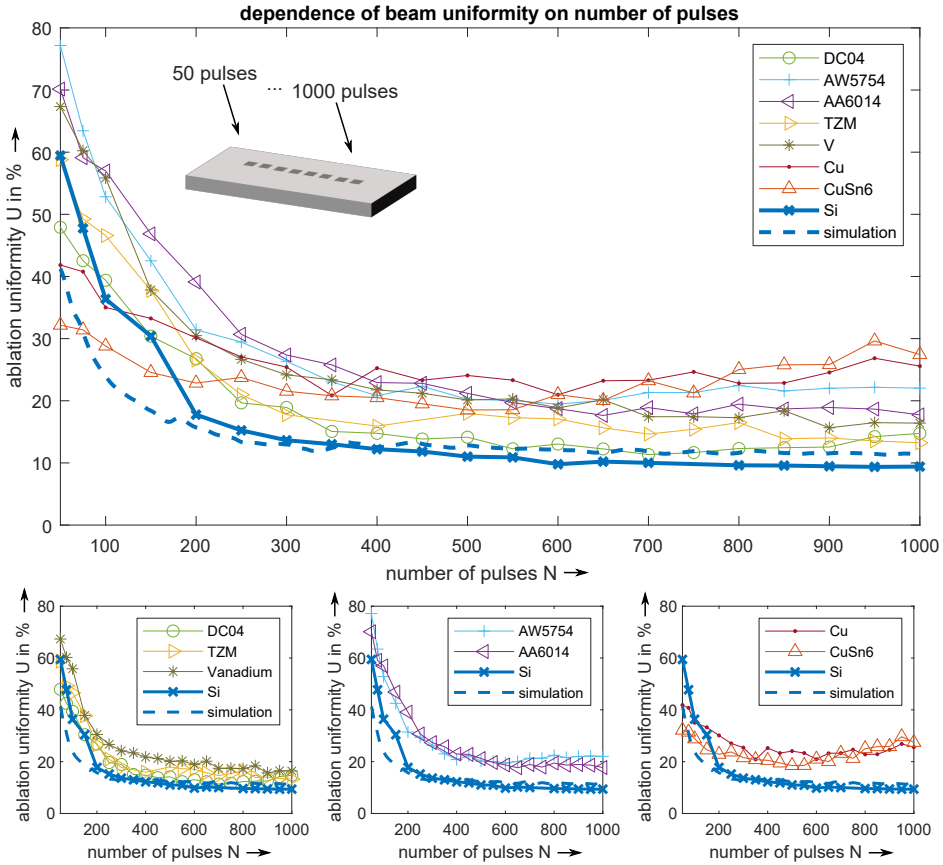 dependence of beam uniformity on number of pulses
80
70
60
50
40
30
20
10
0
ablation uniformity U in %
50 pulses
... 1000 pulses
DC04
AW5754
AA6014
TZM
V
Cu
CuSn6
Si
simulation
100
200
300
400
500
600
700
800
900
1000
number of pulses N
80
60
40
20
0
ablation uniformity U in %
DC04
TZM
Vanadium
Si
simulation
200
400
600
800
1000
number of pulses N
80
60
40
20
0
ablation uniformity U in %
AW5754
AA6014
Si
simulation
200
400
600
800
1000
number of pulses N
80
60
40
20
0
ablation uniformity U in %
Cu
CuSn6
Si
simulation
200
400
600
800
1000
number of pulses N